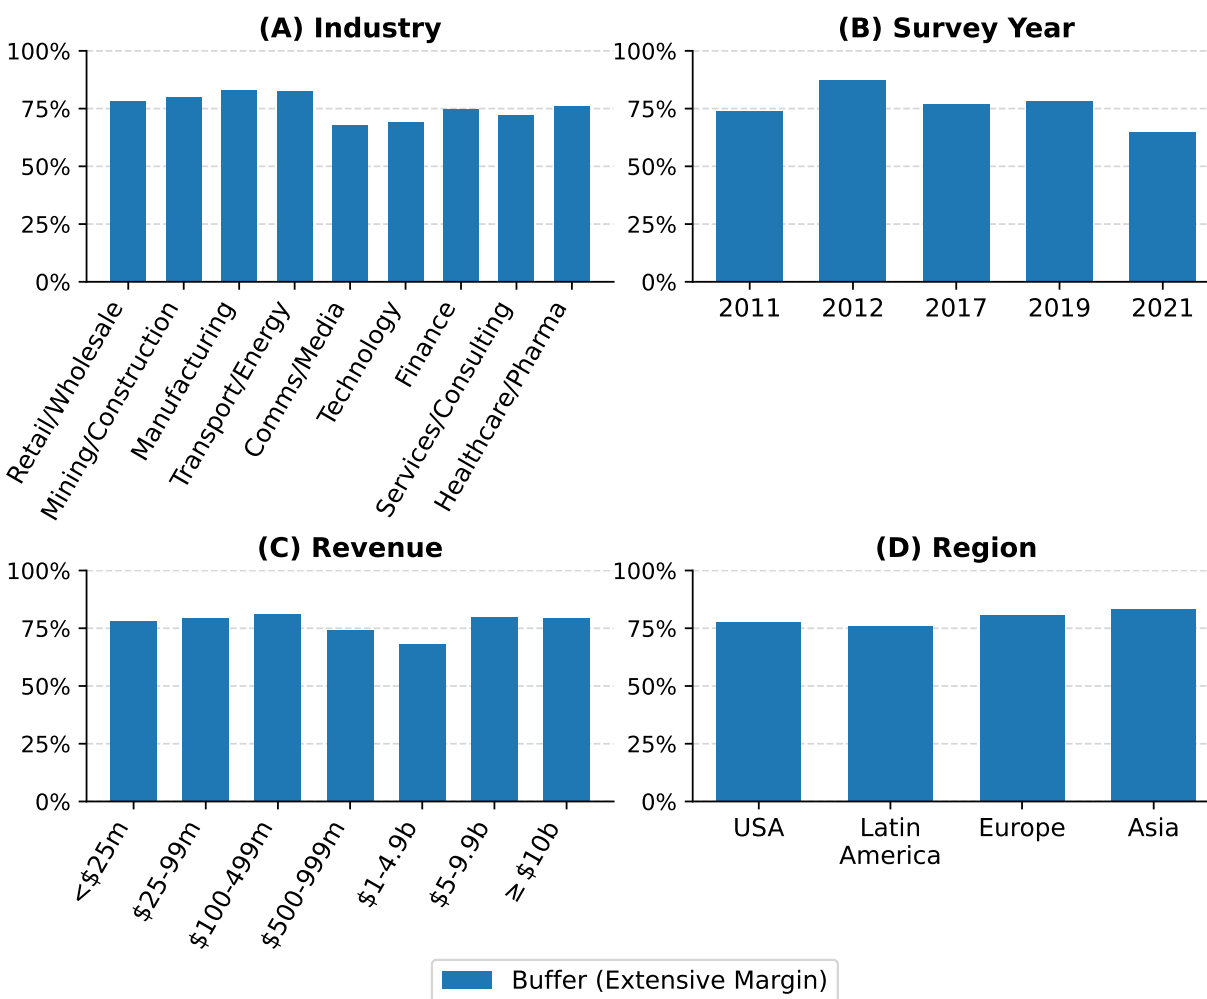 (A) Industry
100%
75%
50%
25%
0%
Retail/Wholesale
Mining/Construction
Manufacturing
Transport/Energy
Comms/Media
Technology
Finance
Services/Consulting
Healthcare/Pharma
(B) Survey Year
100%
75%
50%
25%
0%
2011
2012
2017
2019
2021
(C) Revenue
100%
75%
50%
25%
0%
<$25m
$25-99m
$100-499m
$500-999m
$1-4.9b
$5-9.9b
≥ $10b
(D) Region
100%
75%
50%
25%
0%
USA
Latin
America
Europe
Asia
Buffer (Extensive Margin)